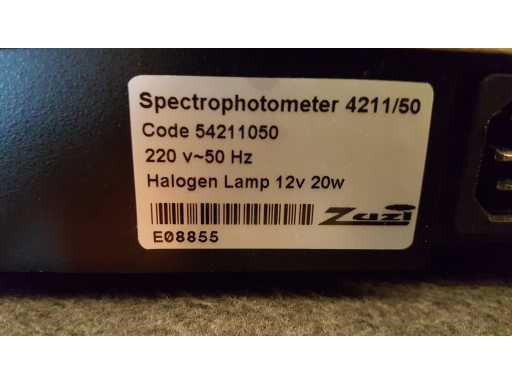 Spectrophotometer 4211/50
Code 54211050
220 v~50 Hz
Halogen Lamp 12v 20w
Zuzi
E08855